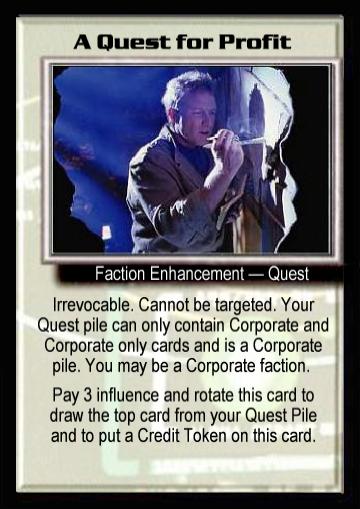 A Quest for Profit
Faction Enhancement — Quest
Irrevocable. Cannot be targeted. Your
Quest pile can only contain Corporate and
Corporate only cards and is a Corporate
pile. You may be a Corporate faction.
Pay 3 influence and rotate this card to
draw the top card from your Quest Pile
and to put a Credit Token on this card.